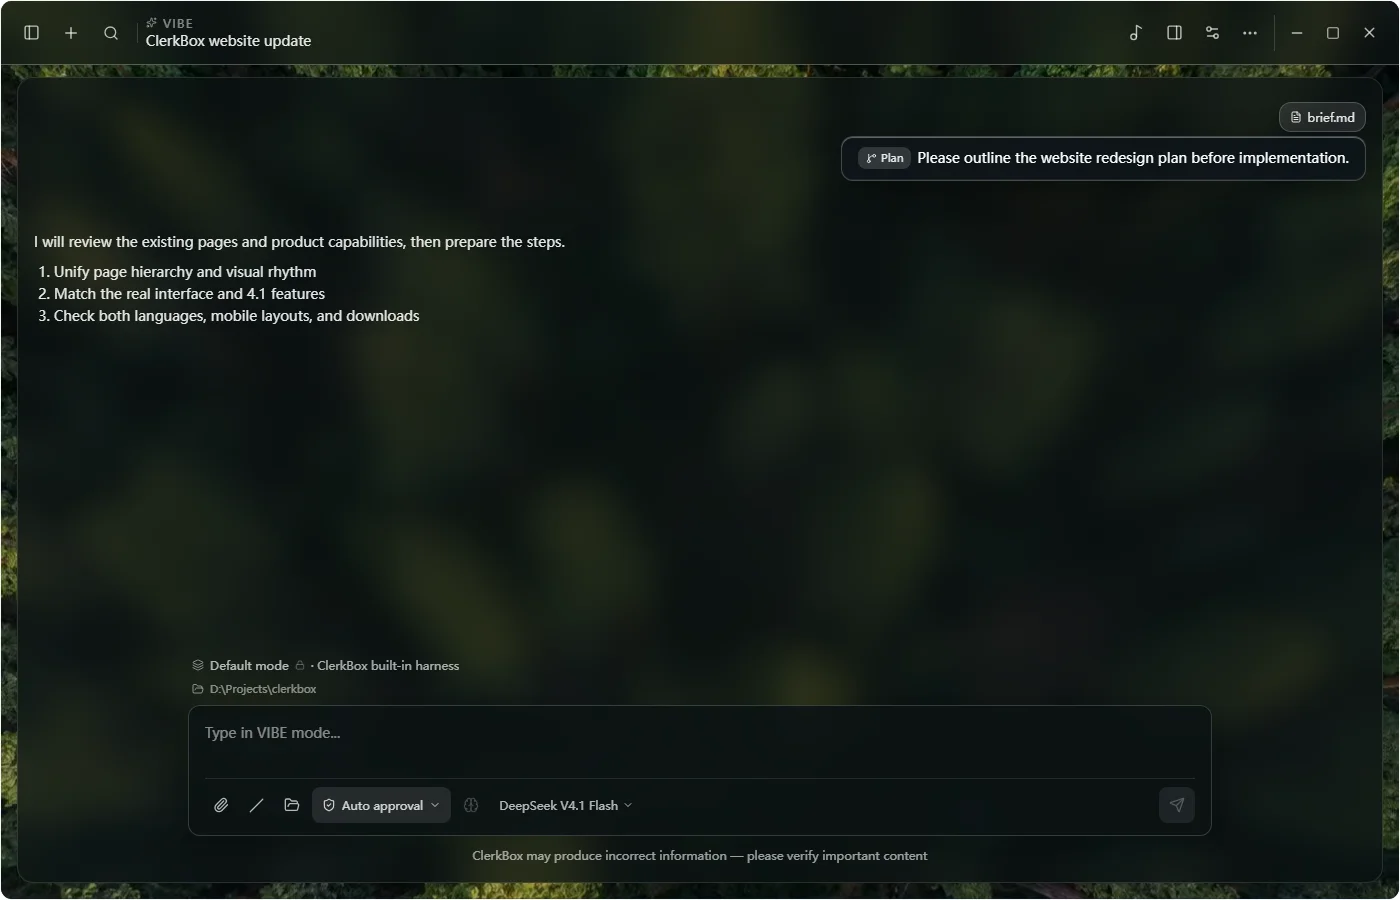 VIBE
ClerkBox website update
brief.md
Plan Please outline the website redesign plan before implementation.
I will review the existing pages and product capabilities, then prepare the steps.
1. Unify page hierarchy and visual rhythm
2. Match the real interface and 4.1 features
3. Check both languages, mobile layouts, and downloads
Default mode · ClerkBox built-in harness
D:\Projects\clerkbox
Type in VIBE mode...
Auto approval DeepSeek V4.1 Flash
ClerkBox may produce incorrect information — please verify important content